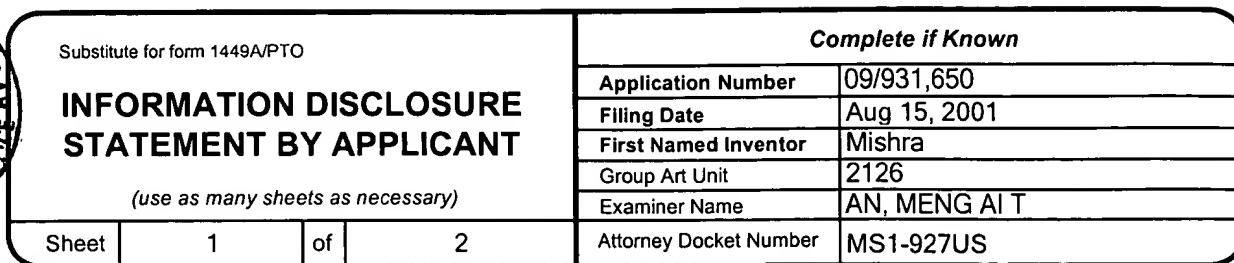 Substitute for form 1449A/PTO
INFORMATION DISCLOSURE
STATEMENT BY APPLICANT
(use as many sheets as necessary)
Sheet 1 of 2
Complete if Known
Application Number 09/931,650
Filing Date Aug 15, 2001
First Named Inventor Mishra
Group Art Unit 2126
Examiner Name AN, MENG AI T
Attorney Docket Number MS1-927US